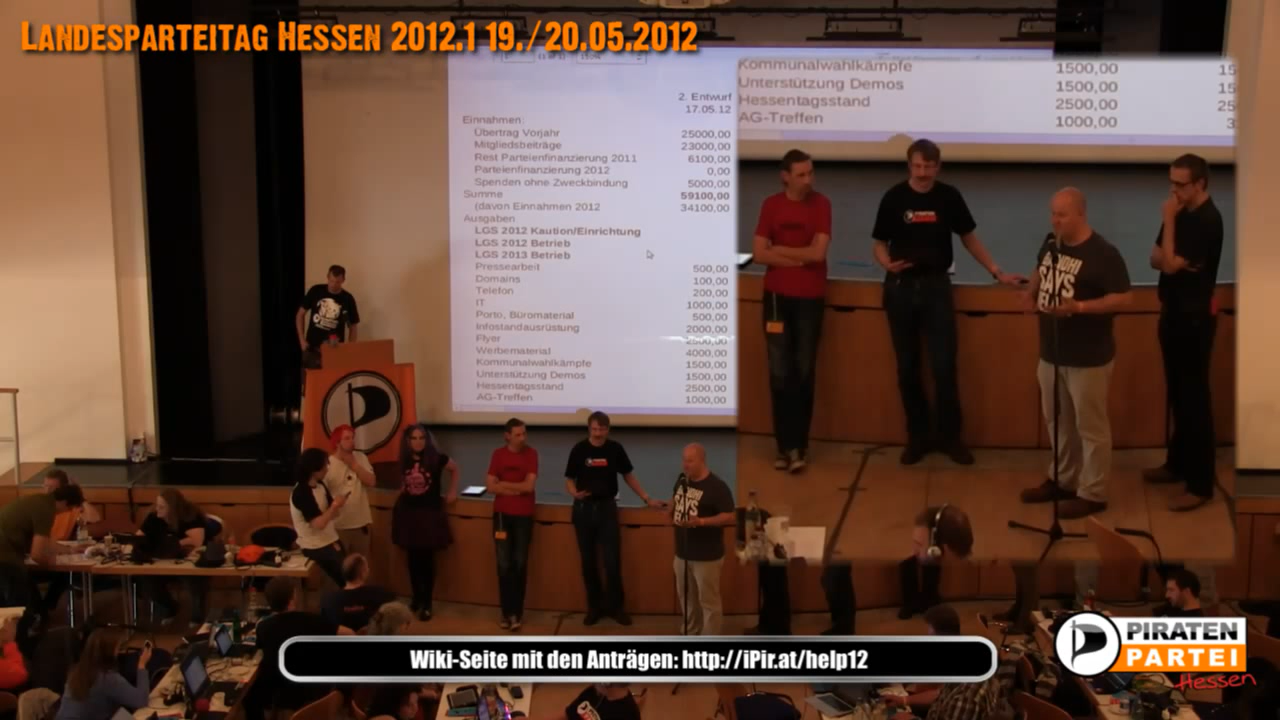 LANDESPARTEITAG HESSEN 2012.1 19./20.05.2012
2. Entwurf
17.05.12
Einnahmen:
Übertrag Vorjahr 25000,00
Mitgliedsbeiträge 23000,00
Rest Parteienfinanzierung 2011 6100,00
Parteienfinanzierung 2012 0,00
Spenden ohne Zweckbindung 5000,00
Summe 59100,00
(davon Einnahmen 2012 34100,00
Ausgaben
LGS 2012 Kaution/Einrichtung
LGS 2012 Betrieb
LGS 2013 Betrieb
Pressearbeit 500,00
Domains 100,00
Telefon 200,00
IT 1000,00
Porto, Büromaterial 500,00
Infostandausrüstung 2000,00
Flyer 2500,00
Werbematerial 4000,00
Kommunalwahlkämpfe 1500,00
Unterstützung Demos 1500,00
Hessentagsstand 2500,00
AG-Treffen 1000,00
Kommunalwahlkämpfe 1500,00 15
Unterstützung Demos 1500,00 15
Hessentagsstand 2500,00 25
AG-Treffen 1000,00 3
PIRATEN
SAYS
SAYS
Wiki-Seite mit den Anträgen: http://iPir.at/help12
PIRATEN
PARTEI
Hessen